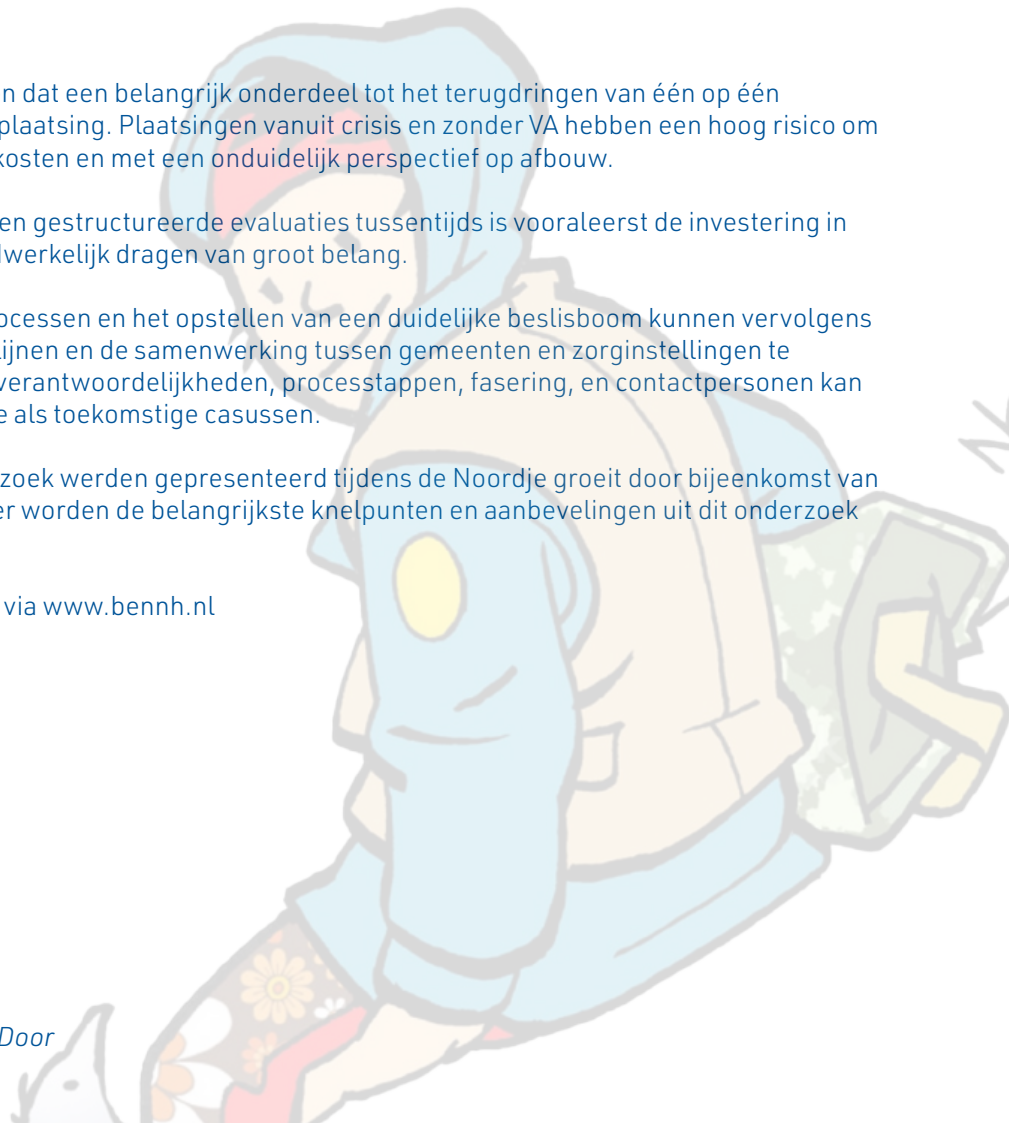 n dat een belangrijk onderdeel tot het terugdringen van één op één
plaatsing. Plaatsingen vanuit crisis en zonder VA hebben een hoog risico om
kosten en met een onduidelijk perspectief op afbouw.
en gestructureerde evaluaties tussentijds is vooraleerst de investering in
dwerkelijk dragen van groot belang.
ocessen en het opstellen van een duidelijke beslisboom kunnen vervolgens
lijnen en de samenwerking tussen gemeenten en zorginstellingen te
verantwoordelijkheden, processtappen, fasering, en contactpersonen kan
e als toekomstige casussen.
zoek werden gepresenteerd tijdens de Noordje groeit door bijeenkomst van
er worden de belangrijkste knelpunten en aanbevelingen uit dit onderzoek
via www.bennh.nl
Door